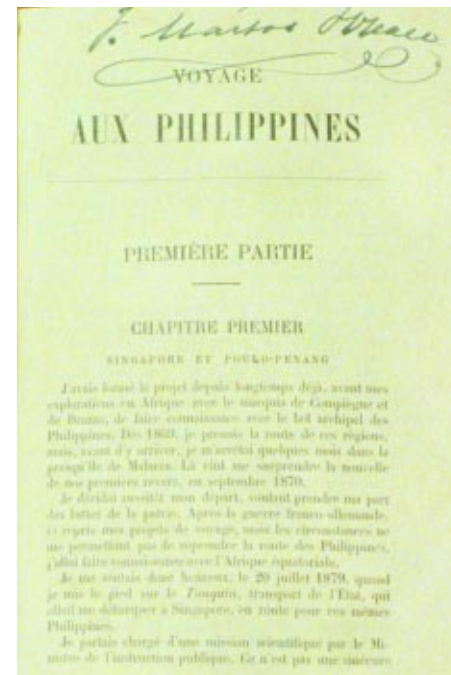 VOYAGE
AUX PHILIPPINES
PREMIÈRE PARTIE
CHAPITRE PREMIER
SINGAPORE ET POULO-PENANG
J'avais formé le projet depuis longtemps déjà, avant mes
explorations en Afrique avec le marquis de Compiègne et
de Brazza, de faire connaissance avec le bel archipel des
Philippines. Dès 1869, je pressais la route de ces régions,
mais, avant d'y arriver, je m'arrêtai quelques mois dans la
presqu'île de Malacca. Là vint me surprendre la nouvelle
de nos premiers revers, en septembre 1870.
Je décidai aussitôt mon départ, voulant prendre ma part
des luttes de la patrie. Après la guerre franco-allemande,
je repris mes projets de voyage, mais les circonstances ne
me permettant pas de reprendre la route des Philippines,
j'allai faire connaissance avec l'Afrique équatoriale.
Je me sentais donc heureux, le 20 juillet 1879, quand
je mis le pied sur le Tonquin, transport de l'État, qui
allait me débarquer à Singapore, en route pour ces mêmes
Philippines.
Je partais chargé d'une mission scientifique par le Mi-
nistre de l'instruction publique. Ce n'est pas une sinécure